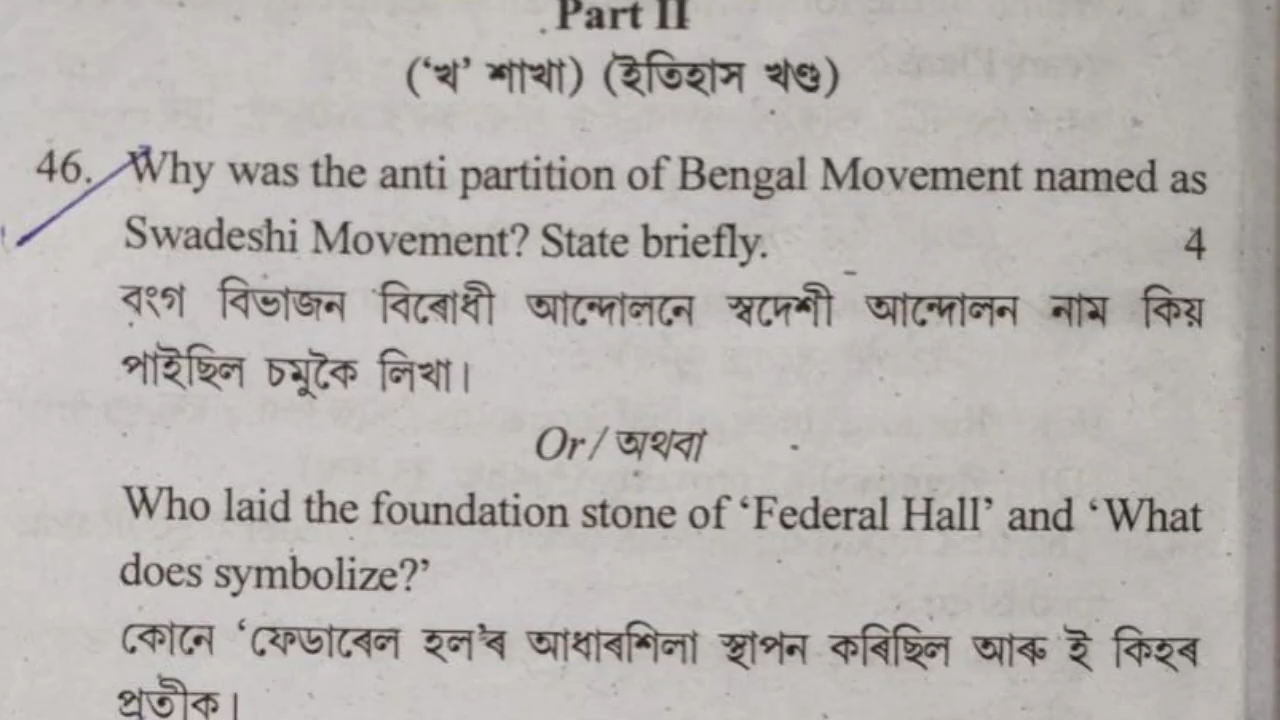 Part II
(‘খ’ শাখা) (ইতিহাস খণ্ড)
46. Why was the anti partition of Bengal Movement named as
Swadeshi Movement? State briefly. 4
বংগ বিভাজন বিৰোধী আন্দোলনে স্বদেশী আন্দোলন নাম কিয়
পাইছিল চমুকৈ লিখা।
Or / অথবা
Who laid the foundation stone of ‘Federal Hall’ and ‘What
does symbolize?’
কোনে ‘ফেডাৰেল হল’ৰ আধাৰশিলা স্থাপন কৰিছিল আৰু ই কিহৰ
প্ৰতীক।